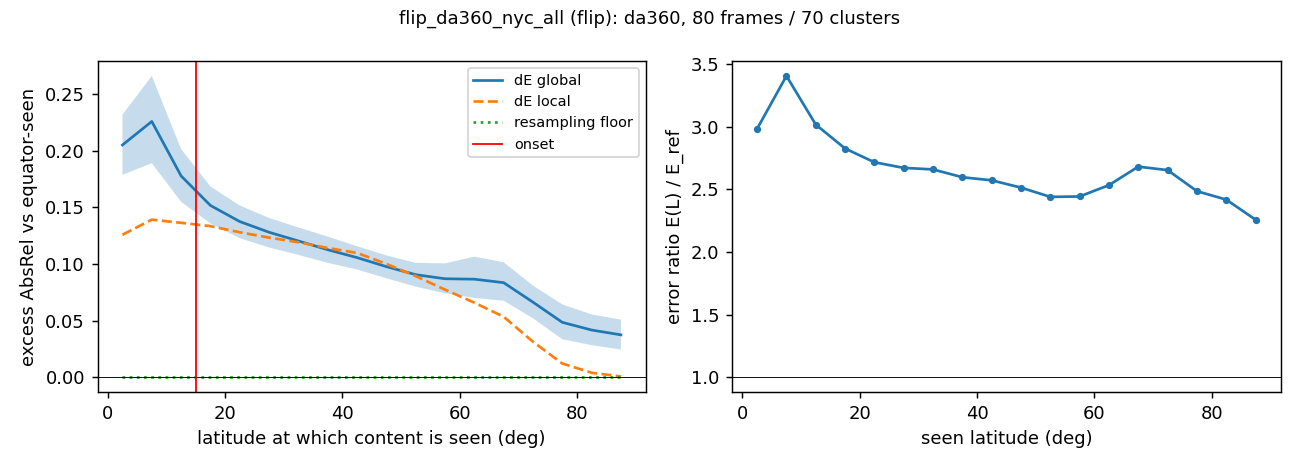 flip_da360_nyc_all (flip): da360, 80 frames / 70 clusters
excess AbsRel vs equator-seen
0.25
0.20
0.15
0.10
0.05
0.00
dE global
dE local
resampling floor
onset
0
20
40
60
80
latitude at which content is seen (deg)
error ratio E(L) / E_ref
3.5
3.0
2.5
2.0
1.5
1.0
0
20
40
60
80
seen latitude (deg)